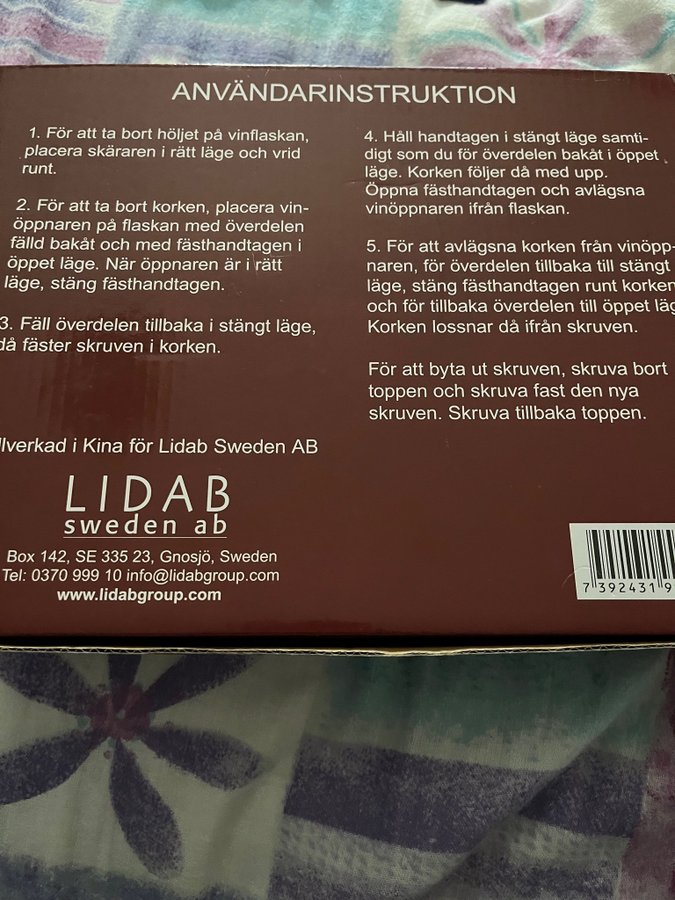 ANVÄNDARINSTRUKTION
1. För att ta bort höljet på vinflaskan,
placera skäraren i rätt läge och vrid
runt.
2. För att ta bort korken, placera vin-
öppnaren på flaskan med överdelen
fälld bakåt och med fästhandtagen i
öppet läge. När öppnaren är i rätt
läge, stäng fästhandtagen.
3. Fäll överdelen tillbaka i stängt läge,
då fäster skruven i korken.
4. Håll handtagen i stängt läge samti-
digt som du för överdelen bakåt i öppet
läge. Korken följer då med upp.
Öppna fästhandtagen och avlägsna
vinöppnaren ifrån flaskan.
5. För att avlägsna korken från vinöpp-
naren, för överdelen tillbaka till stängt
läge, stäng fästhandtagen runt korken
och för tillbaka överdelen till öppet läg
Korken lossnar då ifrån skruven.
För att byta ut skruven, skruva bort
toppen och skruva fast den nya
skruven. Skruva tillbaka toppen.
llverkad i Kina för Lidab Sweden AB
LIDAB
sweden ab
Box 142, SE 335 23, Gnosjö, Sweden
Tel: 0370 999 10 info@lidabgroup.com
www.lidabgroup.com
7 392431 9